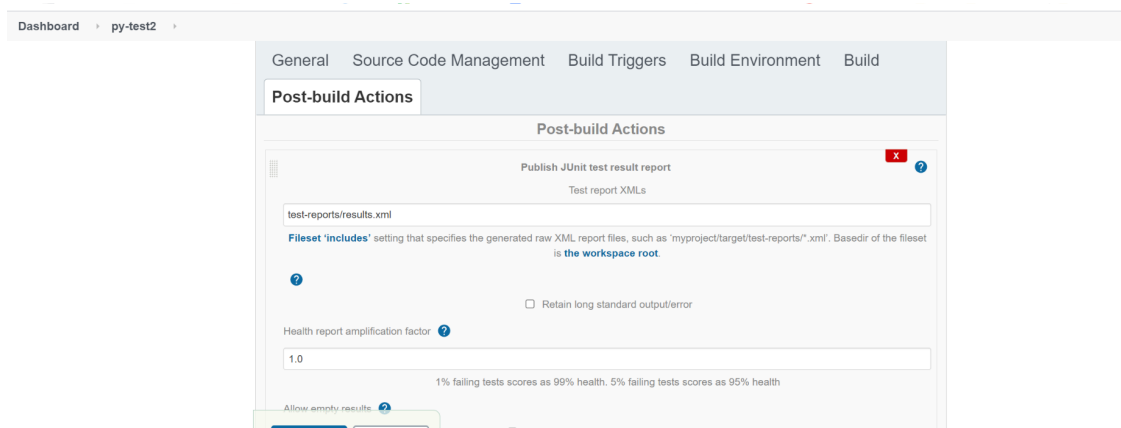 Dashboard py-test2
General Source Code Management Build Triggers Build Environment Build
Post-build Actions
Post-build Actions
X
Publish JUnit test result report ?
Test report XMLs
test-reports/results.xml
Fileset ‘includes’ setting that specifies the generated raw XML report files, such as ‘myproject/target/test-reports/*.xml’. Basedir of the fileset
is the workspace root.
?
Retain long standard output/error
Health report amplification factor ?
1.0
1% failing tests scores as 99% health. 5% failing tests scores as 95% health
Allow empty results ?